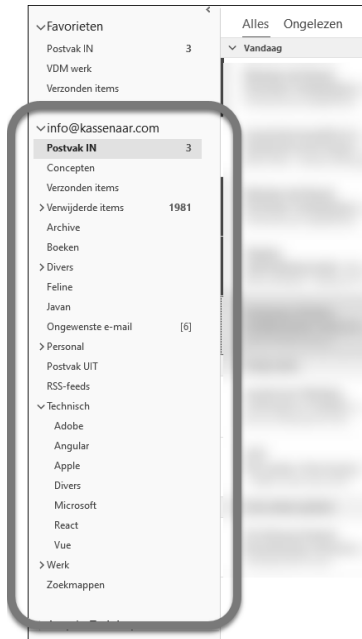 Favorieten
Postvak IN 3
VDM werk
Verzonden items
info@kassenaar.com
Postvak IN 3
Concepten
Verzonden items
Verwijderde items 1981
Archive
Boeken
Divers
Feline
Javan
Ongewenste e-mail [6]
Personal
Postvak UIT
RSS-feeds
Technisch
Adobe
Angular
Apple
Divers
Microsoft
React
Vue
Werk
Zoekmappen
Alles Ongelezen
Vandaag